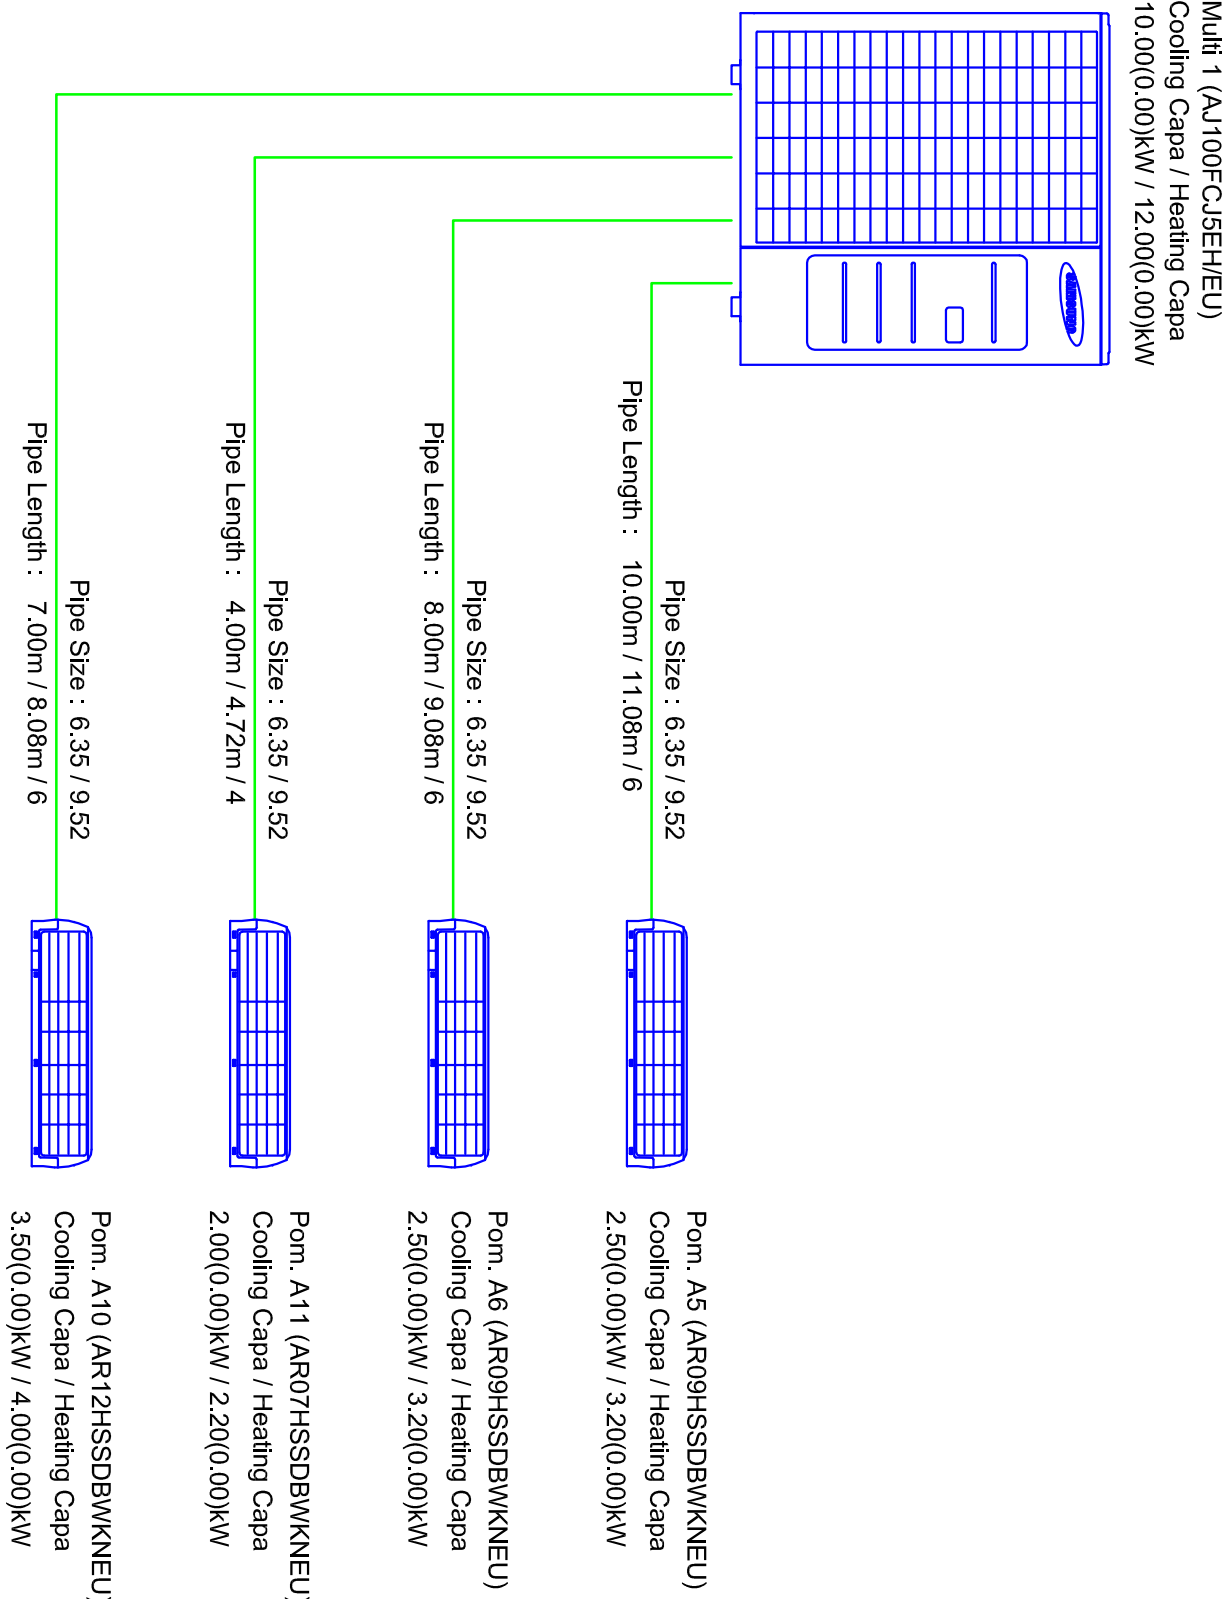 Multi 1 (AJ100FCJ5EH/EU)
Cooling Capa / Heating Capa
10.00(0.00)kW / 12.00(0.00)kW
SAMSUNG
Pipe Size : 6.35 / 9.52
Pipe Length : 10.00m / 11.08m / 6
Pom. A5 (AR09HSSDBWKNEU)
Cooling Capa / Heating Capa
2.50(0.00)kW / 3.20(0.00)kW
Pipe Size : 6.35 / 9.52
Pipe Length : 8.00m / 9.08m / 6
Pom. A6 (AR09HSSDBWKNEU)
Cooling Capa / Heating Capa
2.50(0.00)kW / 3.20(0.00)kW
Pipe Size : 6.35 / 9.52
Pipe Length : 4.00m / 4.72m / 4
Pom. A11 (AR07HSSDBWKNEU)
Cooling Capa / Heating Capa
2.00(0.00)kW / 2.20(0.00)kW
Pipe Size : 6.35 / 9.52
Pipe Length : 7.00m / 8.08m / 6
Pom. A10 (AR12HSSDBWKNEU)
Cooling Capa / Heating Capa
3.50(0.00)kW / 4.00(0.00)kW